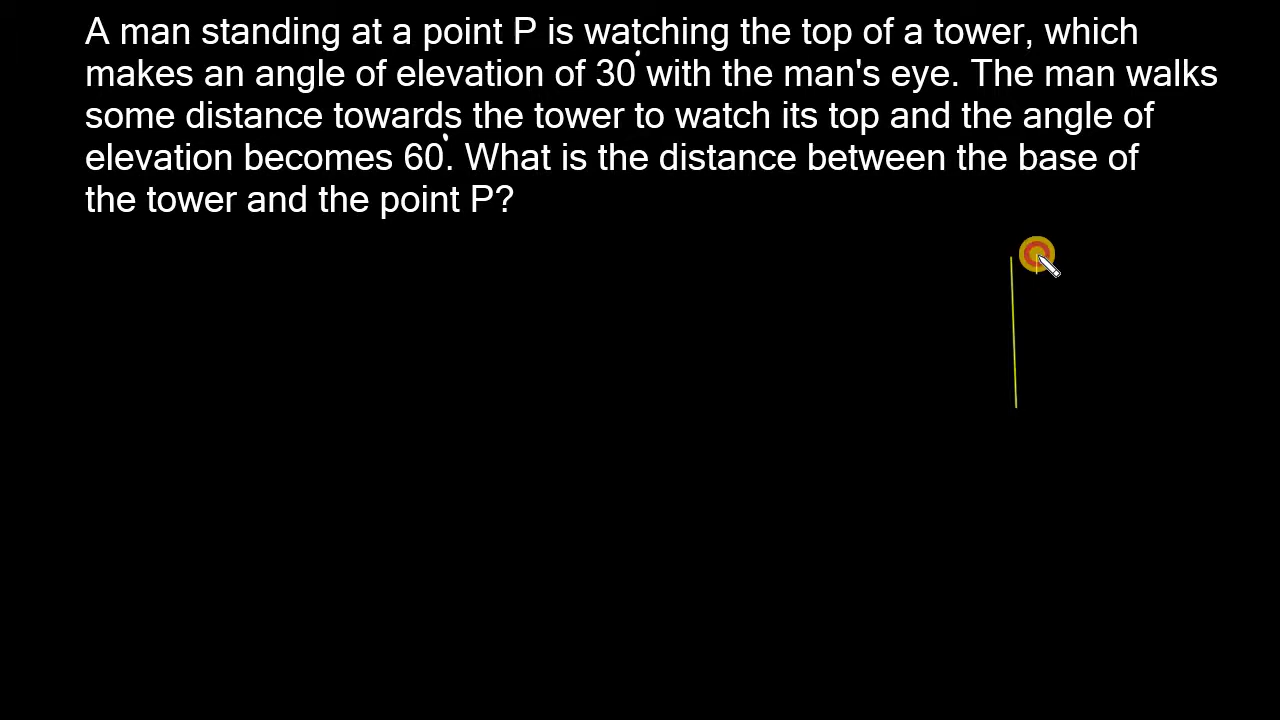 A man standing at a point P is watching the top of a tower, which
makes an angle of elevation of 30° with the man's eye. The man walks
some distance towards the tower to watch its top and the angle of
elevation becomes 60°. What is the distance between the base of
the tower and the point P?